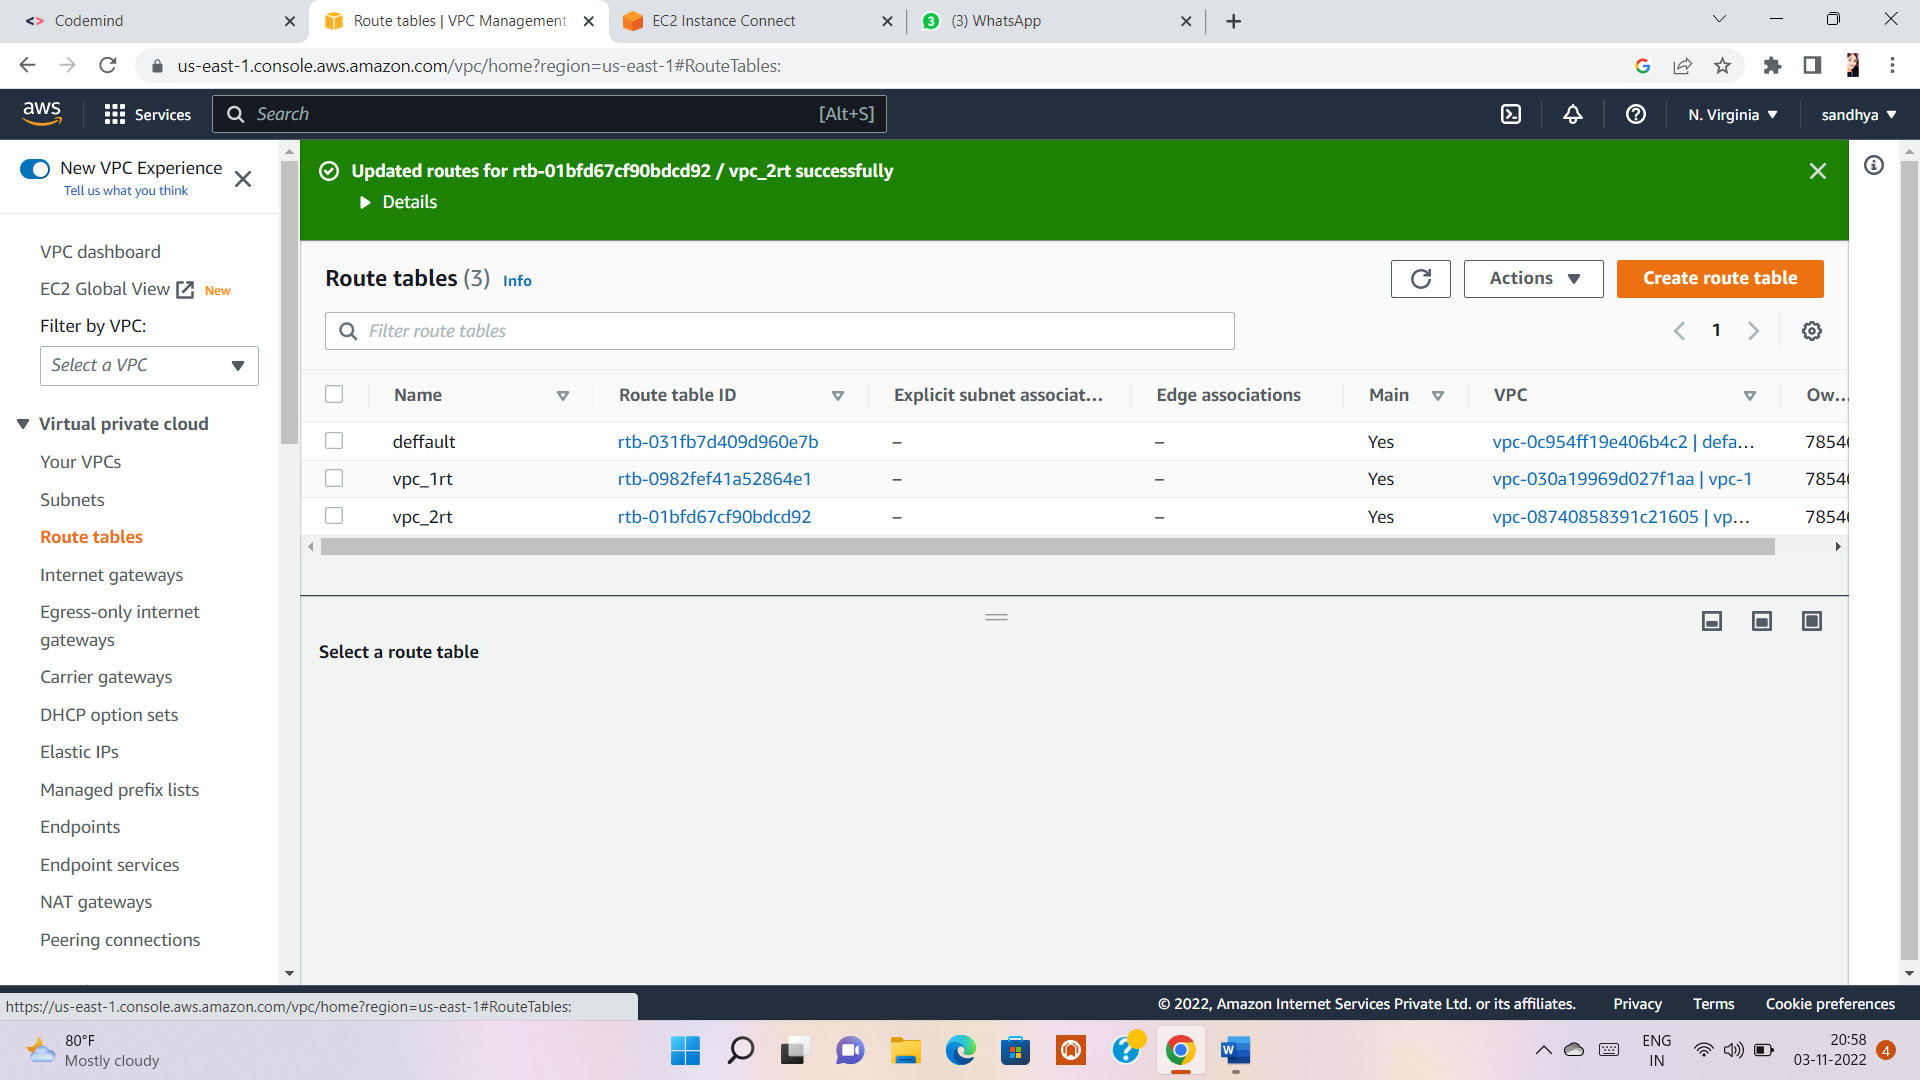 Codemind
Route tables | VPC Management
EC2 Instance Connect
(3) WhatsApp
us-east-1.console.aws.amazon.com/vpc/home?region=us-east-1#RouteTables:
aws
Services
Search
[Alt+S]
N. Virginia
sandhya
New VPC Experience
Tell us what you think
VPC dashboard
EC2 Global View
New
Filter by VPC:
Select a VPC
Virtual private cloud
Your VPCs
Subnets
Route tables
Internet gateways
Egress-only internet
gateways
Carrier gateways
DHCP option sets
Elastic IPs
Managed prefix lists
Endpoints
Endpoint services
NAT gateways
Peering connections
Updated routes for rtb-01bfd67cf90bdcd92 / vpc_2rt successfully
Details
Route tables (3) Info
Actions
Create route table
Filter route tables
1
Name Route table ID Explicit subnet associat... Edge associations Main VPC Ow...
deffault rtb-031fb7d409d960e7b – – Yes vpc-0c954ff19e406b4c2 | defa... 7854
vpc_1rt rtb-0982fef41a52864e1 – – Yes vpc-030a19969d027f1aa | vpc-1 7854
vpc_2rt rtb-01bfd67cf90bdcd92 – – Yes vpc-08740858391c21605 | vp... 7854
Select a route table
https://us-east-1.console.aws.amazon.com/vpc/home?region=us-east-1#RouteTables:
© 2022, Amazon Internet Services Private Ltd. or its affiliates.
Privacy
Terms
Cookie preferences
80°F
Mostly cloudy
ENG
IN
20:58
03-11-2022
4